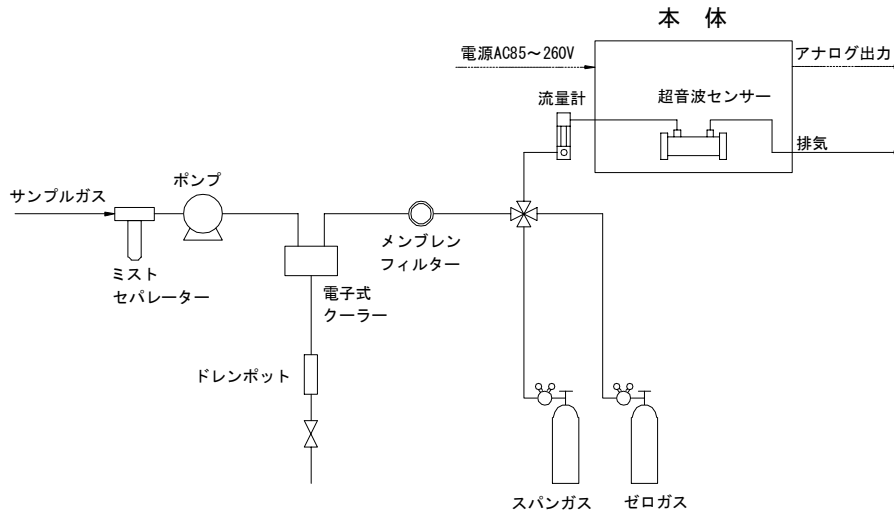 本 体
電源AC85～260V
アナログ出力
流量計
超音波センサー
排気
サンプルガス
ポンプ
メンブレン
フィルター
ミスト
セパレーター
電子式
クーラー
ドレンポット
スパンガス
ゼロガス